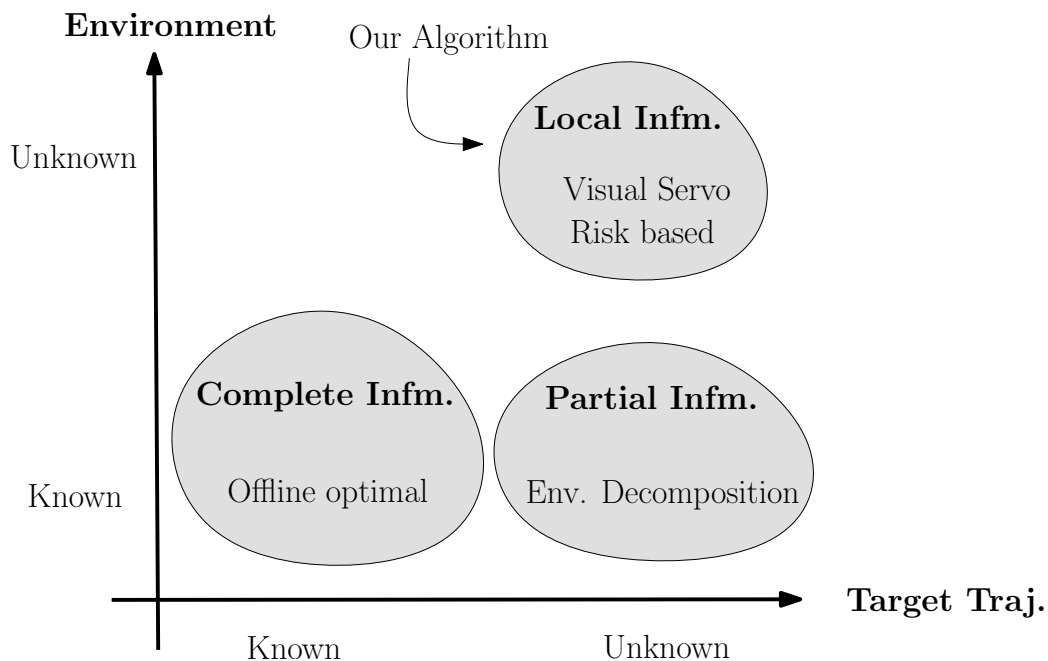 Environment
Our Algorithm
Local Infm.
Unknown
Visual Servo
Risk based
Complete Infm.
Partial Infm.
Known
Offline optimal
Env. Decomposition
Target Traj.
Known
Unknown